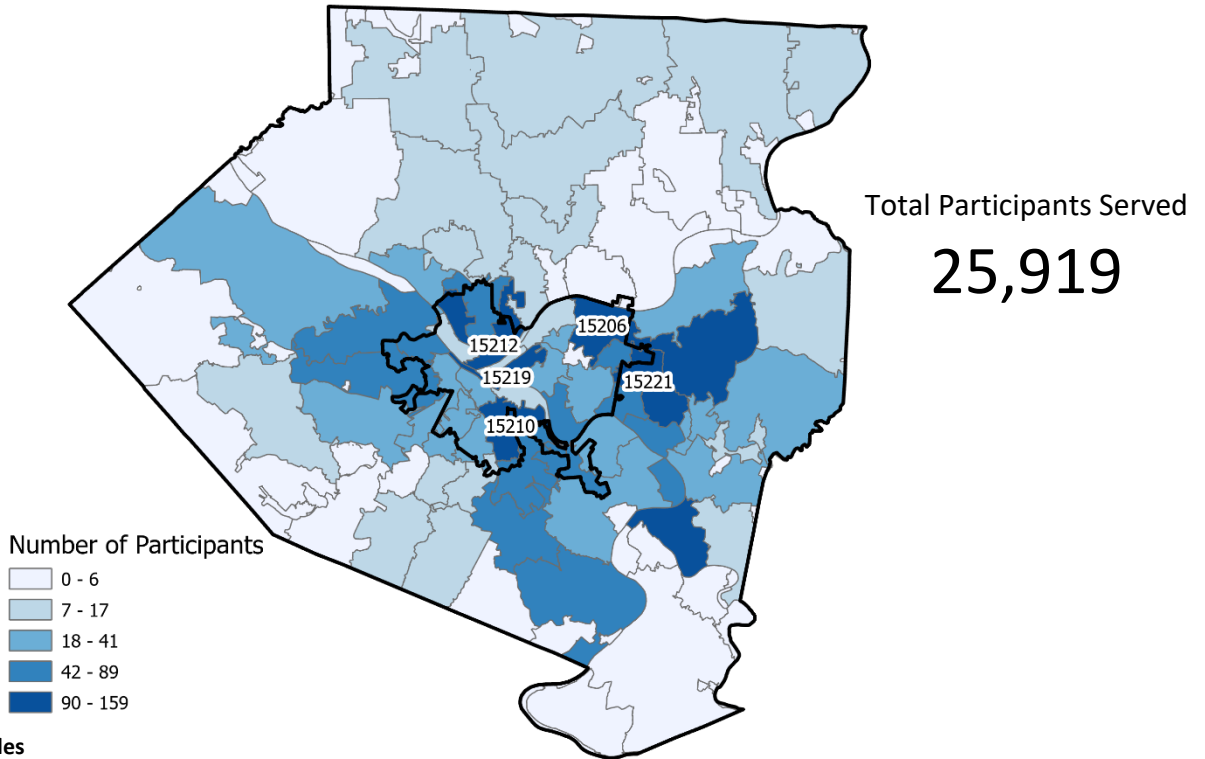 Total Participants Served
25,919
15206
15212
15219
15221
15210
Number of Participants
0 - 6
7 - 17
18 - 41
42 - 89
90 - 159